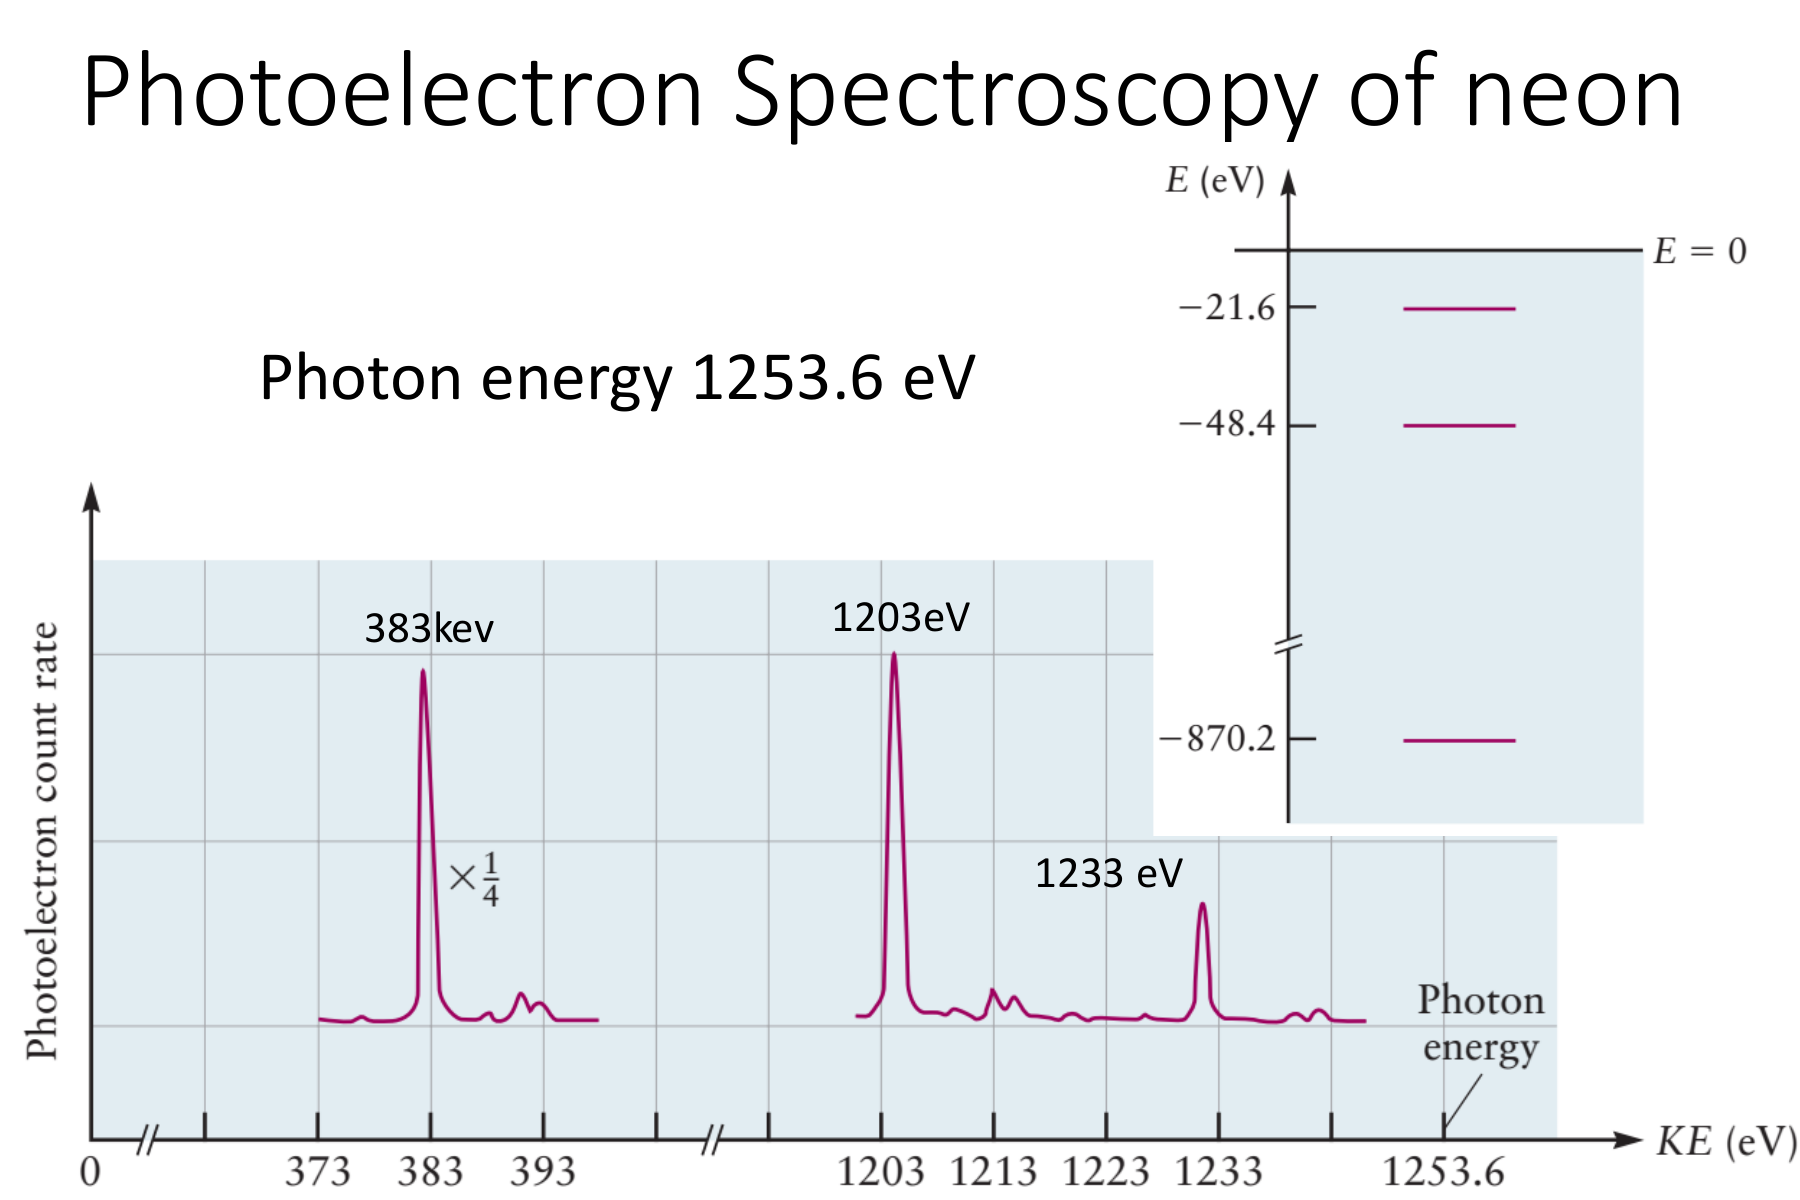 Photoelectron Spectroscopy of neon
E (eV)
E = 0
−21.6
Photon energy 1253.6 eV
−48.4
−870.2
Photoelectron count rate
383kev
1203eV
×1/4
1233 eV
Photon
energy
KE (eV)
0 373 383 393 1203 1213 1223 1233 1253.6